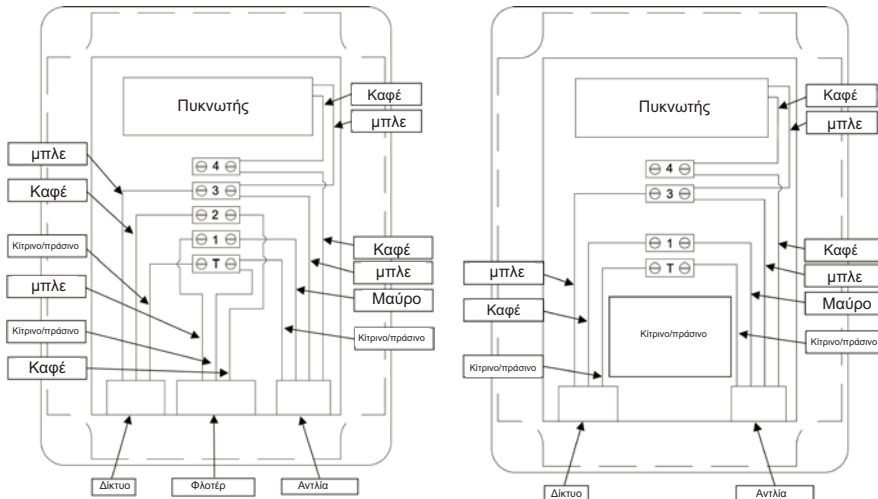 Πυκνωτής
Καφέ
μπλε
μπλε
Καφέ
Κίτρινο/πράσινο
μπλε
Κίτρινο/πράσινο
Καφέ
4
3
2
1
T
Καφέ
μπλε
Μαύρο
Κίτρινο/πράσινο
Δίκτυο
Φλοτέρ
Αντλία
Πυκνωτής
Καφέ
μπλε
4
3
1
T
μπλε
Καφέ
Κίτρινο/πράσινο
Κίτρινο/πράσινο
Καφέ
μπλε
Μαύρο
Κίτρινο/πράσινο
Δίκτυο
Αντλία